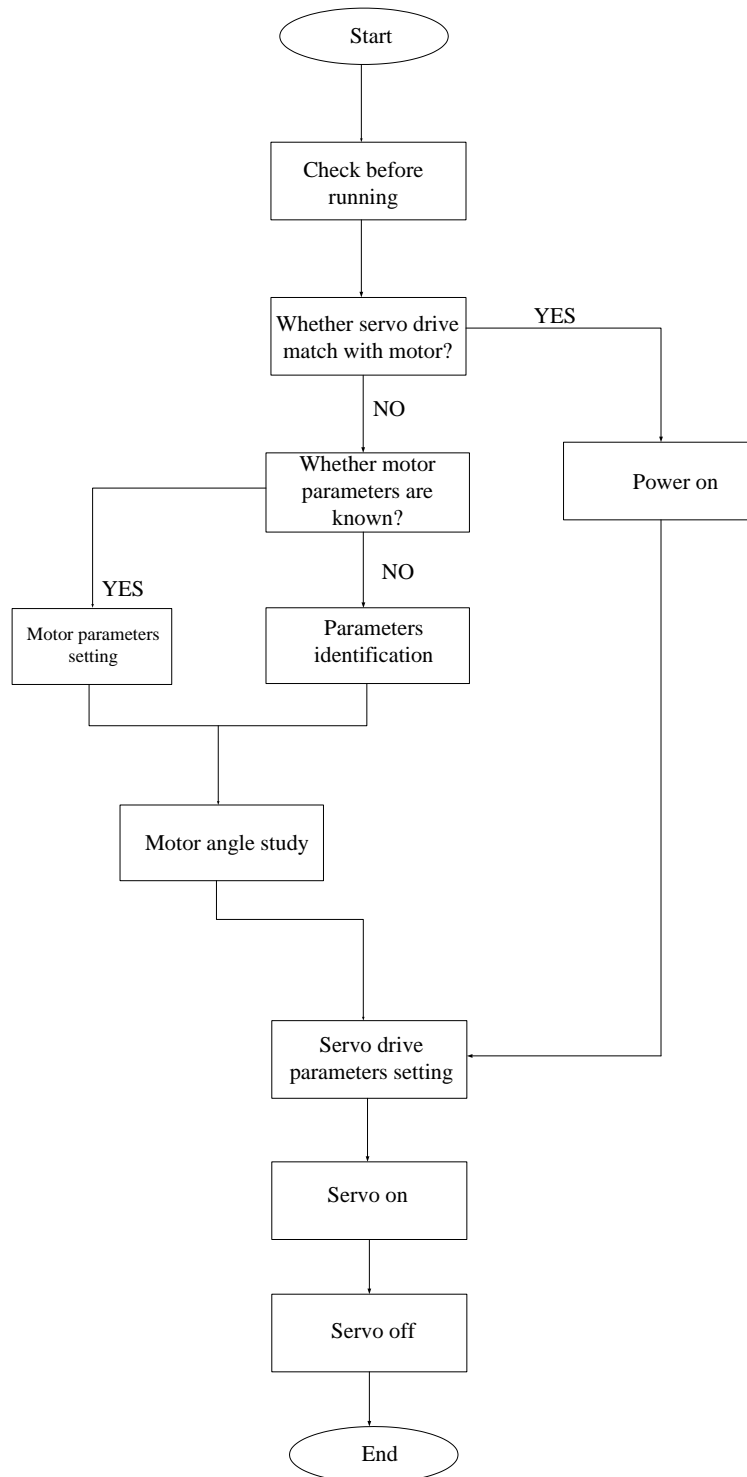 Start
Check before
running
Whether servo drive
match with motor?
YES
NO
Whether motor
parameters are
known?
Power on
YES
NO
Motor parameters
setting
Parameters
identification
Motor angle study
Servo drive
parameters setting
Servo on
Servo off
End